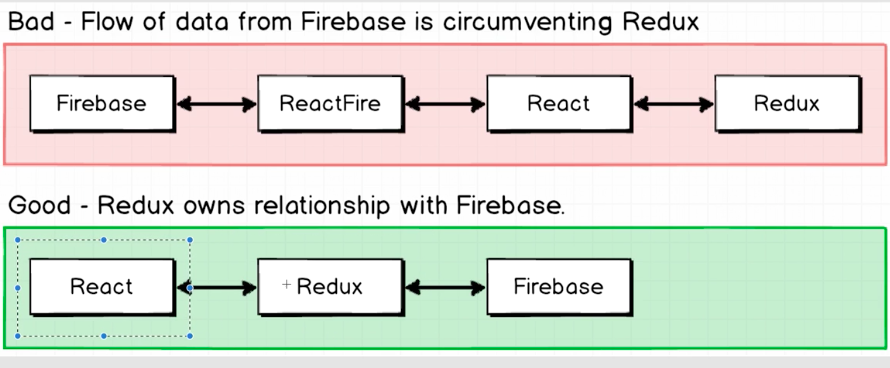 Bad - Flow of data from Firebase is circumventing Redux
Firebase ReactFire React Redux
Good - Redux owns relationship with Firebase.
React Redux Firebase